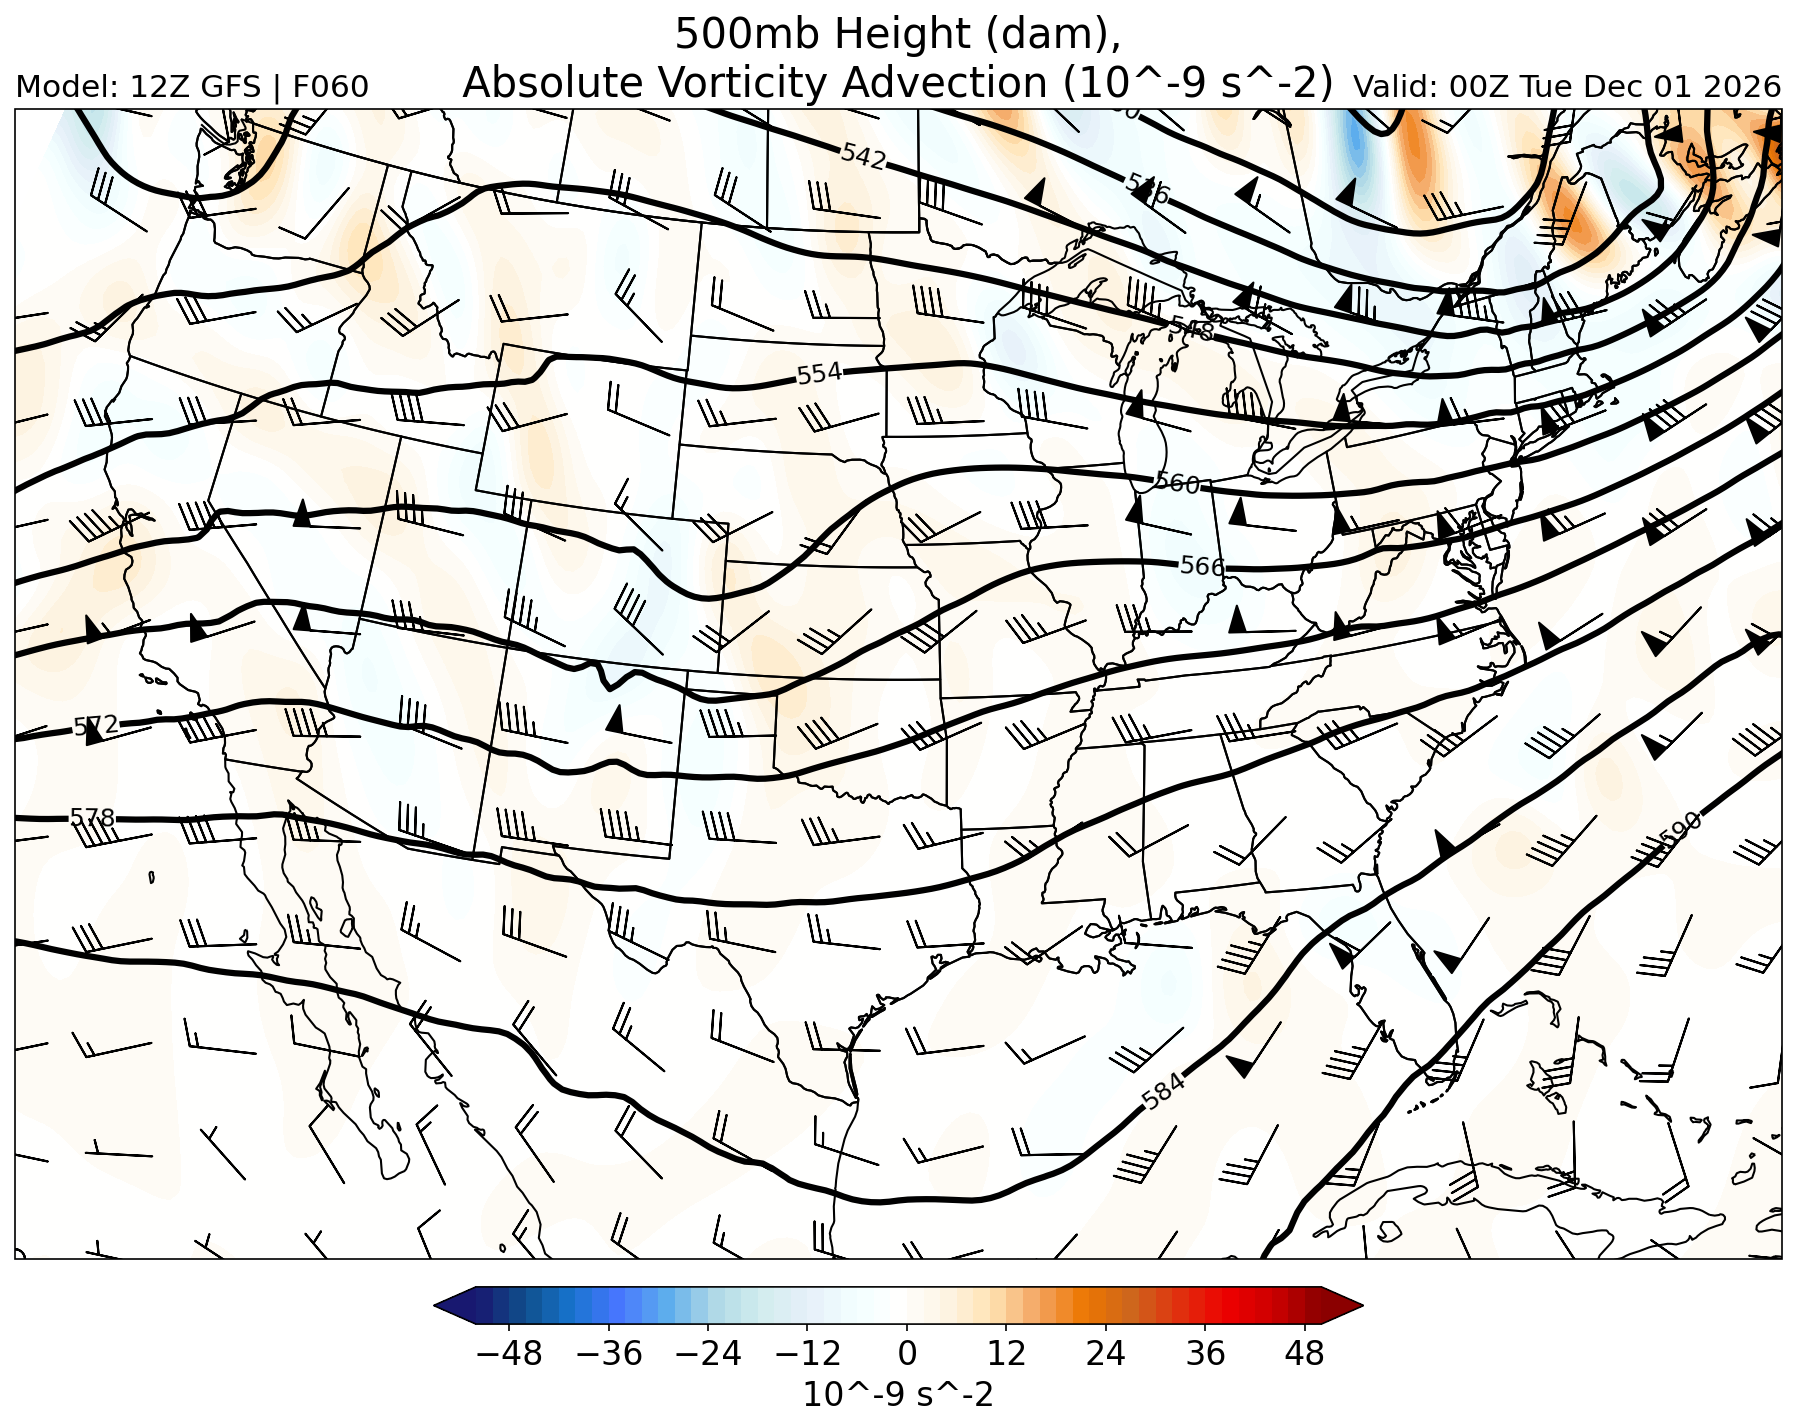 500mb Height (dam),
Absolute Vorticity Advection (10^-9 s^-2)
Model: 12Z GFS | F060
Valid: 00Z Tue Dec 01 2026
542
536
548
554
560
566
572
578
590
584
−48 −36 −24 −12 0 12 24 36 48
10^-9 s^-2